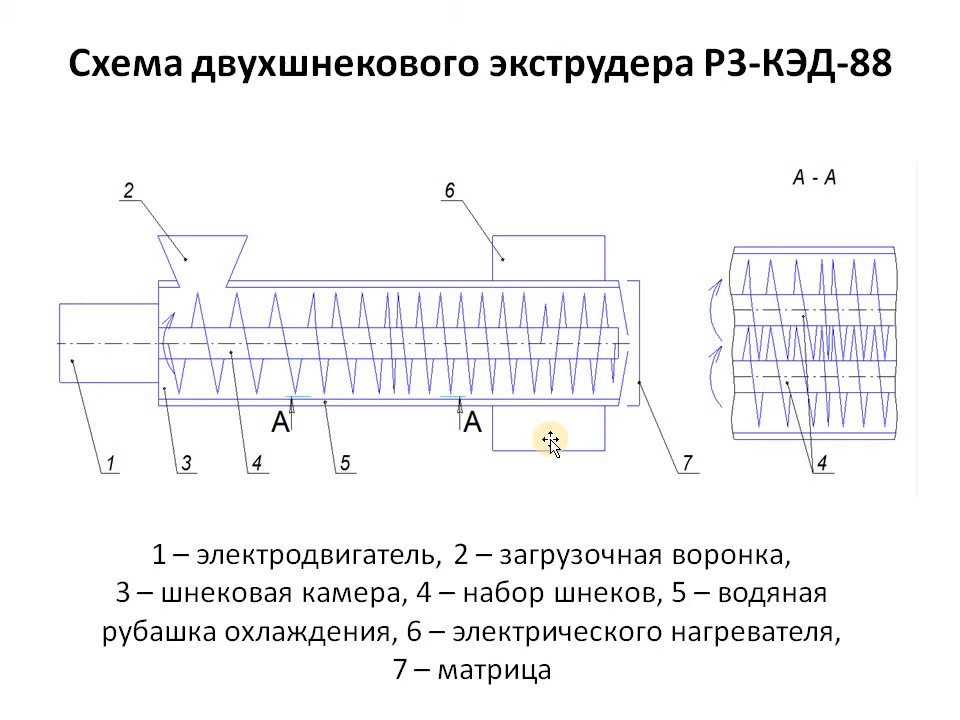 Схема двухшнекового экструдера РЗ-КЭД-88
А - А
2
6
А
А
1
3
4
5
7
4
1 – электродвигатель, 2 – загрузочная воронка,
3 – шнековая камера, 4 – набор шнеков, 5 – водяная
рубашка охлаждения, 6 – электрического нагревателя,
7 – матрица